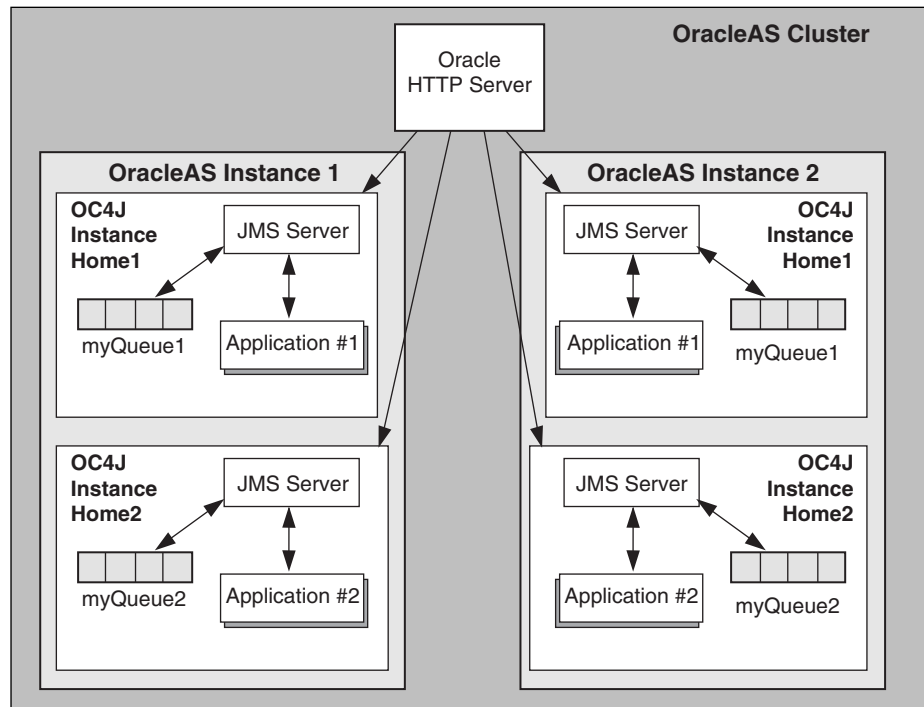 OracleAS Cluster
Oracle
HTTP Server
OracleAS Instance 1
OC4J
Instance
Home1
JMS Server
myQueue1
Application #1
OC4J
Instance
Home2
JMS Server
myQueue2
Application #2
OracleAS Instance 2
JMS Server
OC4J
Instance
Home1
Application #1
myQueue1
JMS Server
OC4J
Instance
Home2
Application #2
myQueue2